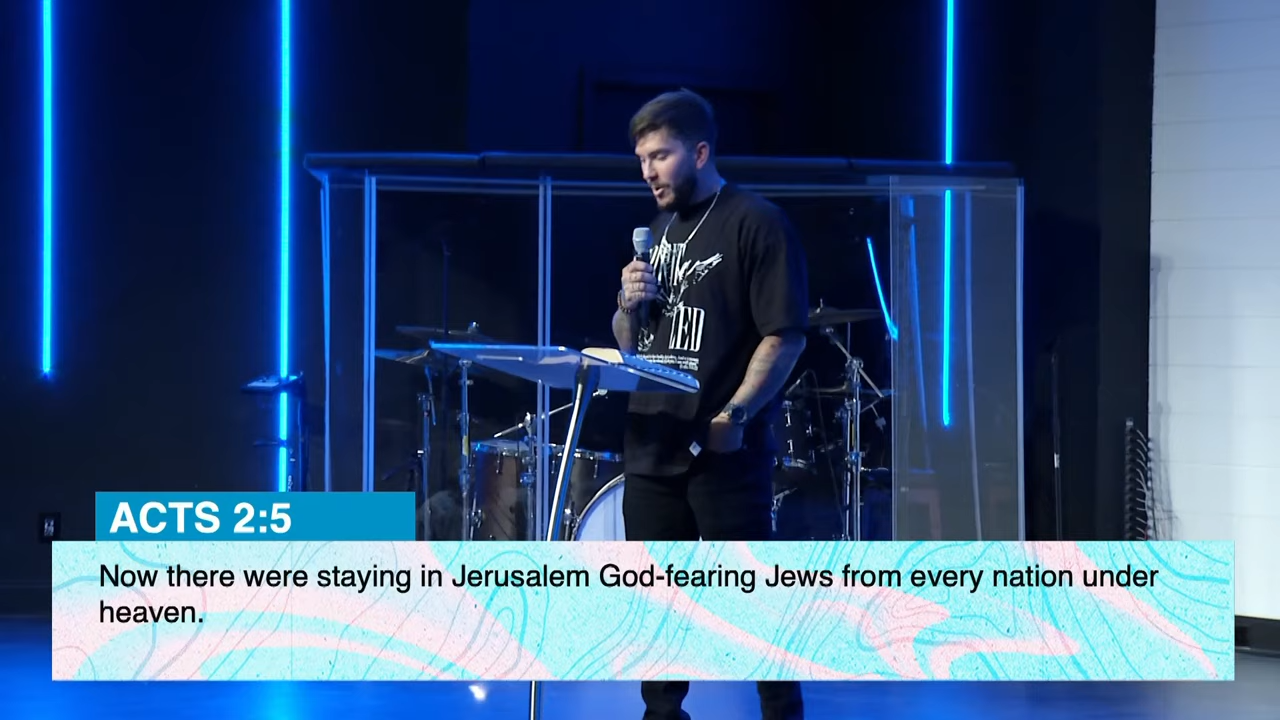 ACTS 2:5
Now there were staying in Jerusalem God-fearing Jews from every nation under
heaven.